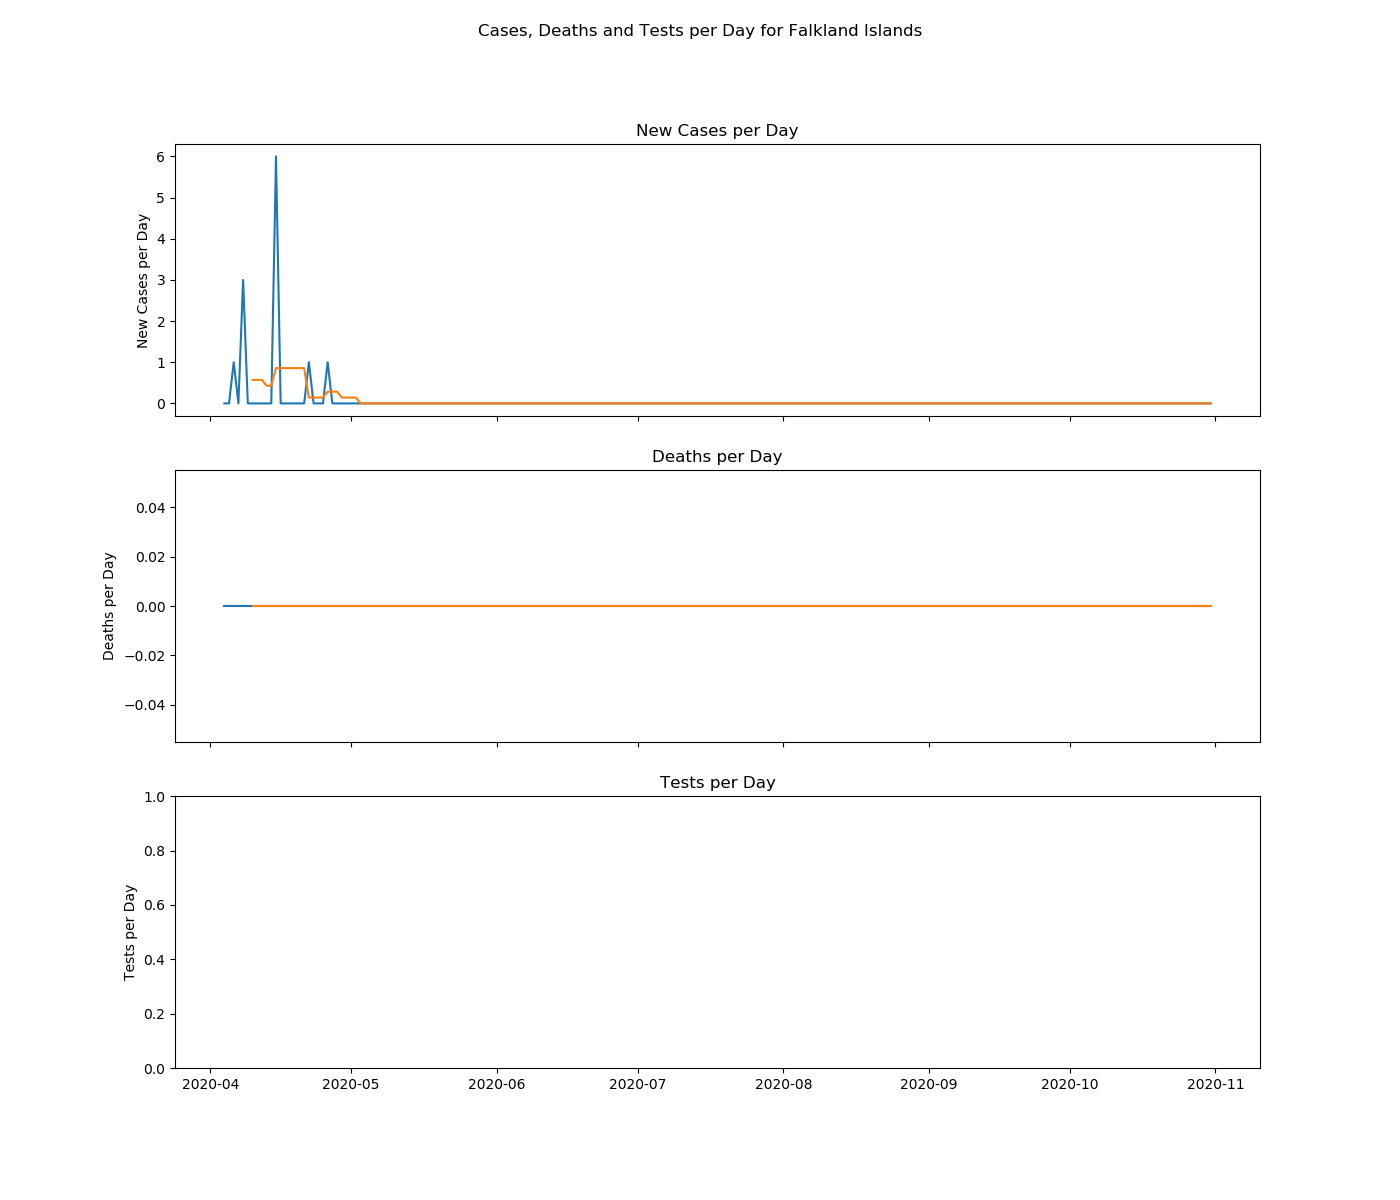 Cases, Deaths and Tests per Day for Falkland Islands
New Cases per Day
New Cases per Day
6
5
4
3
2
1
0
Deaths per Day
Deaths per Day
0.04
0.02
0.00
−0.02
−0.04
Tests per Day
Tests per Day
1.0
0.8
0.6
0.4
0.2
0.0
2020-04 2020-05 2020-06 2020-07 2020-08 2020-09 2020-10 2020-11